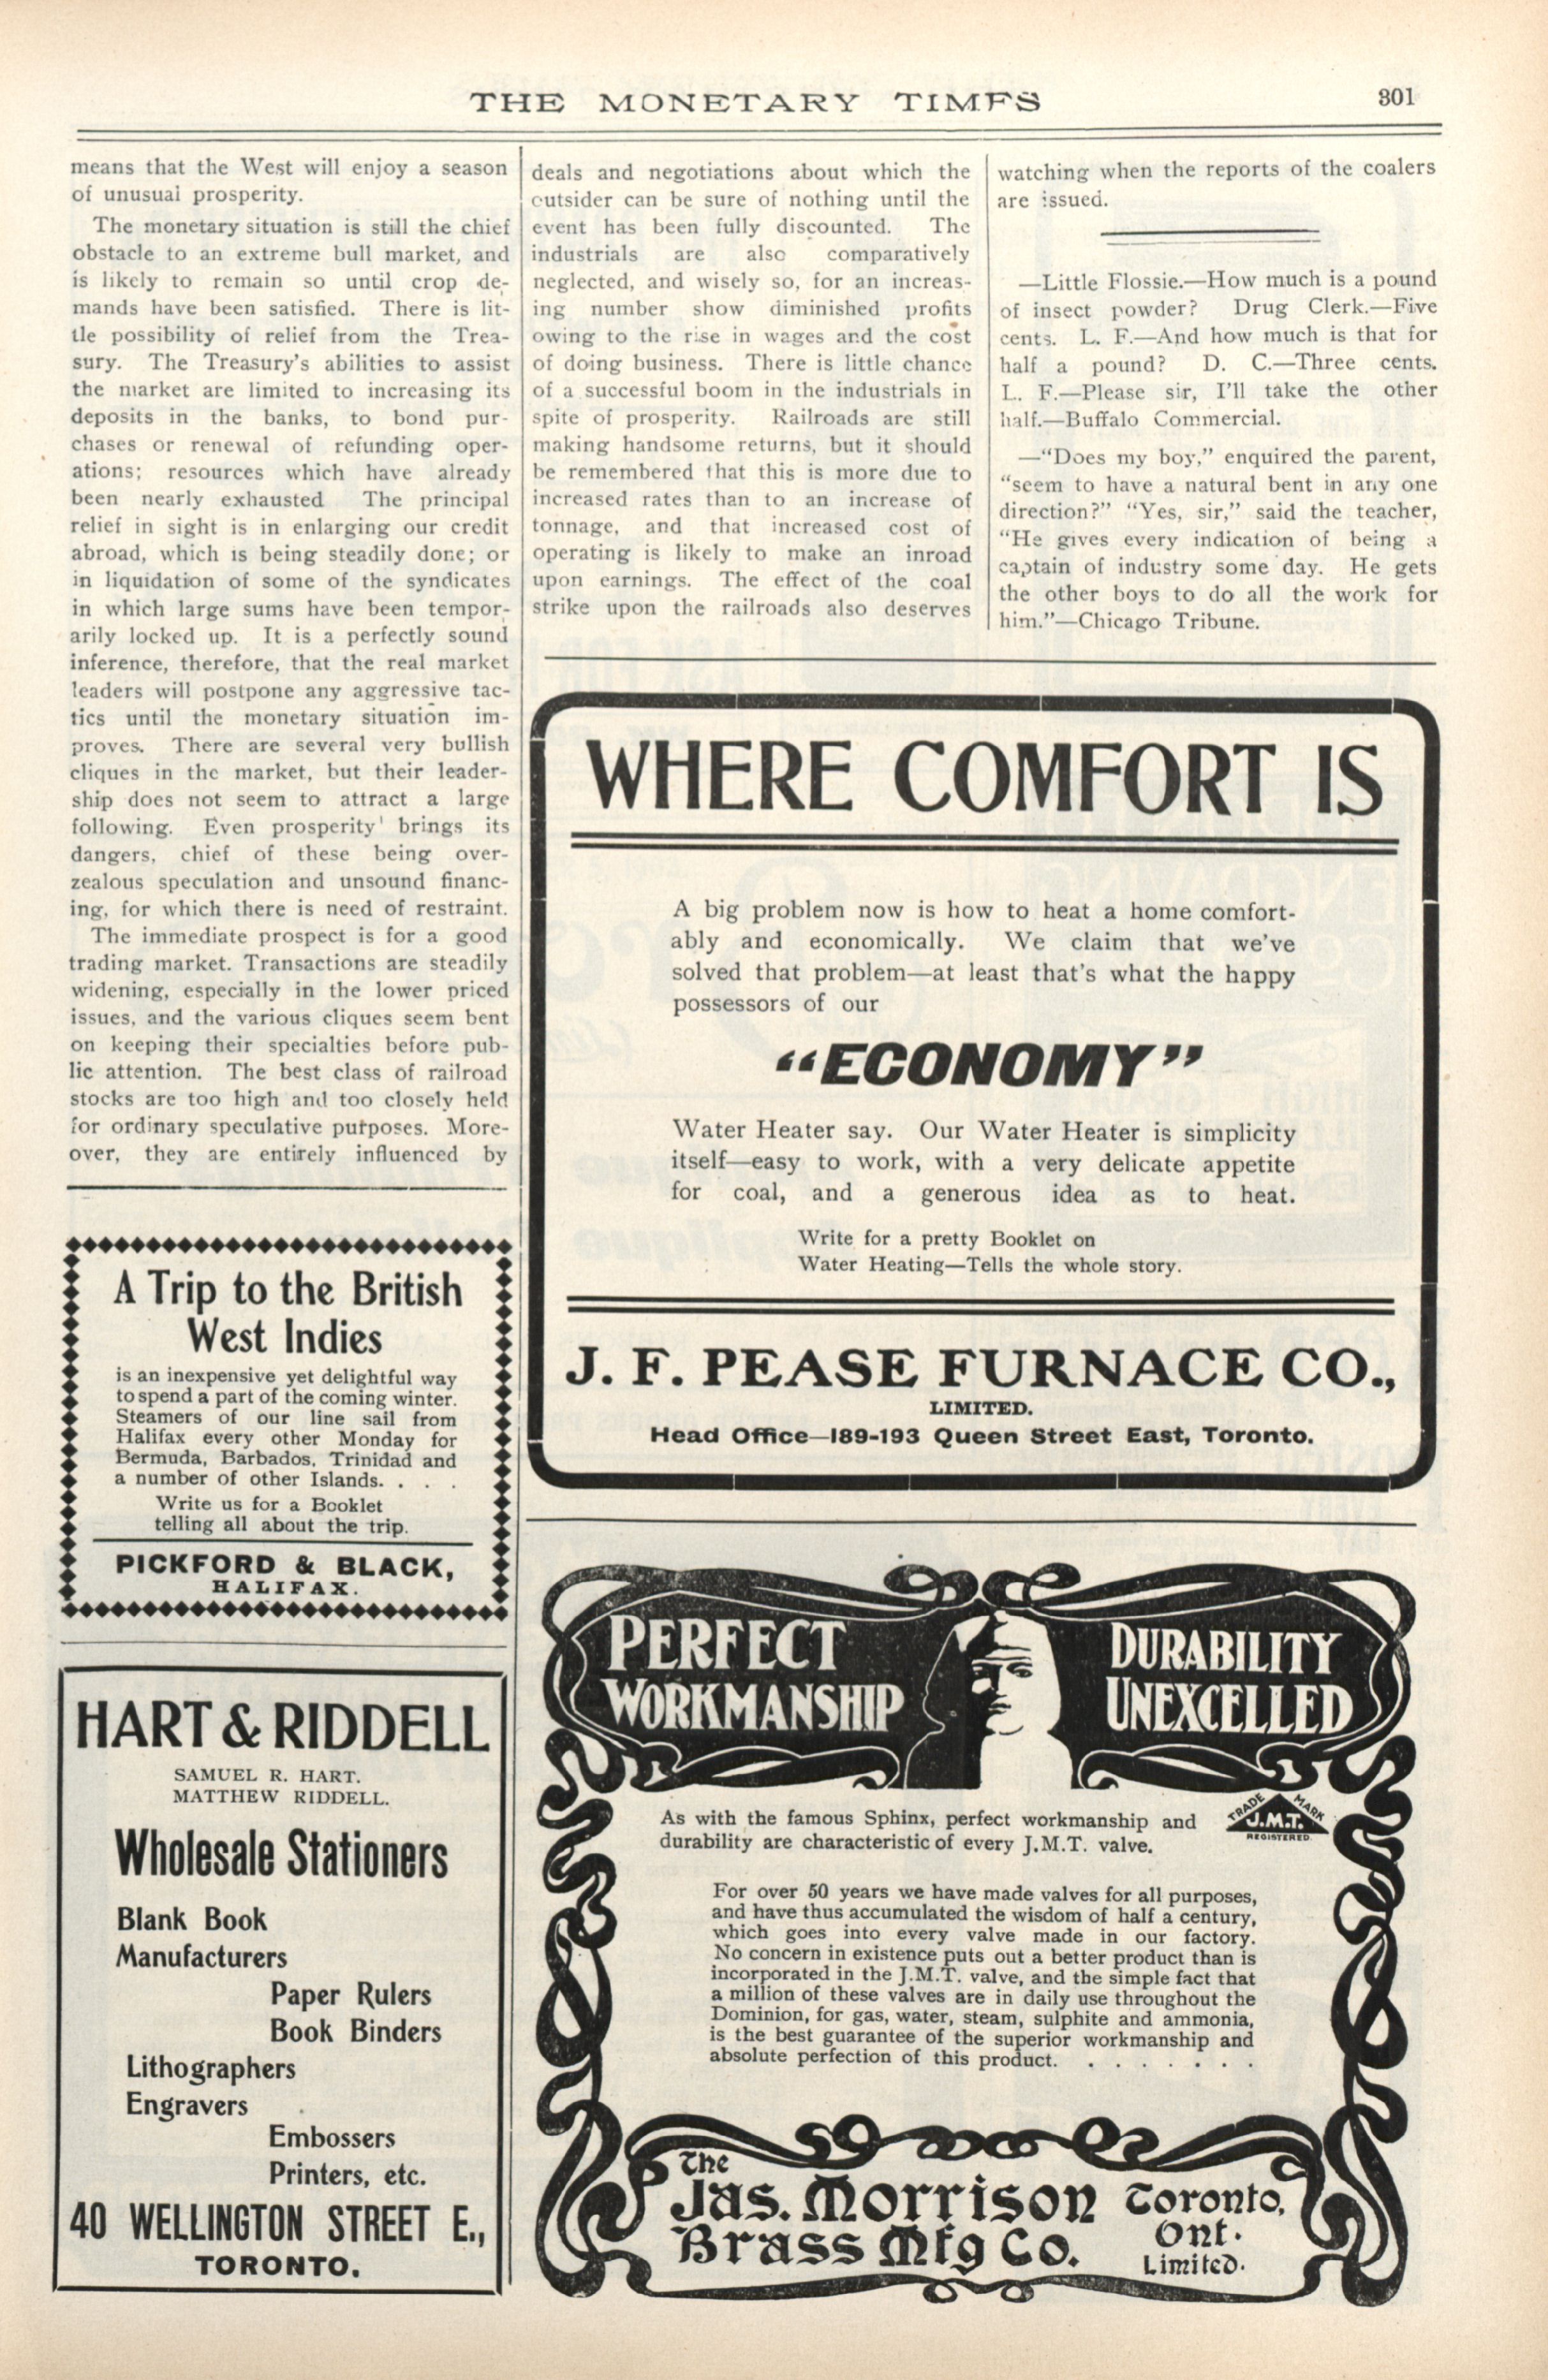 THE MONETARY TIMES
301
means that the West will enjoy a season
of unusual prosperity.
The monetary situation is still the chief
obstacle to an extreme bull market, and
is likely to remain so until crop de-
mands have been satisfied. There is lit-
tle possibility of relief from the Trea-
sury. The Treasury's abilities to assist
the market are limited to increasing its
deposits in the banks, to bond pur-
chases or renewal of refunding oper-
ations; resources which have already
been nearly exhausted The principal
relief in sight is in enlarging our credit
abroad, which is being steadily done; or
in liquidation of some of the syndicates
in which large sums have been tempor-
arily locked up. It is a perfectly sound
inference, therefore, that the real market
leaders will postpone any aggressive tac-
tics until the monetary situation im-
proves. There are several very bullish
cliques in the market, but their leader-
ship does not seem to attract a large
following. Even prosperity brings its
dangers, chief of these being over-
zealous speculation and unsound financ-
ing, for which there is need of restraint.
The immediate prospect is for a good
trading market. Transactions are steadily
widening, especially in the lower priced
issues, and the various cliques seem bent
on keeping their specialties before pub-
lic attention. The best class of railroad
stocks are too high and too closely held
for ordinary speculative purposes. More-
over, they are entirely influenced by
deals and negotiations about which the
outsider can be sure of nothing until the
event has been fully discounted. The
industrials are also comparatively
neglected, and wisely so, for an increas-
ing number show diminished profits
owing to the rise in wages and the cost
of doing business. There is little chance
of a successful boom in the industrials in
spite of prosperity. Railroads are still
making handsome returns, but it should
be remembered that this is more due to
increased rates than to an increase of
tonnage, and that increased cost of
operating is likely to make an inroad
upon earnings. The effect of the coal
strike upon the railroads also deserves
watching when the reports of the coalers
are issued.
—Little Flossie.—How much is a pound
of insect powder? Drug Clerk.—Five
cents. L. F.—And how much is that for
half a pound? D. C.—Three cents.
L. F.—Please sir, I'll take the other
half.—Buffalo Commercial.
—"Does my boy," enquired the parent,
"seem to have a natural bent in any one
direction?" "Yes, sir," said the teacher,
"He gives every indication of being a
captain of industry some day. He gets
the other boys to do all the work for
him."—Chicago Tribune.
A Trip to the British
West Indies
is an inexpensive yet delightful way
to spend a part of the coming winter.
Steamers of our line sail from
Halifax every other Monday for
Bermuda, Barbados, Trinidad and
a number of other Islands. . . .
Write us for a Booklet
telling all about the trip.
PICKFORD & BLACK,
HALIFAX.
HART & RIDDELL
SAMUEL R. HART.
MATTHEW RIDDELL.
Wholesale Stationers
Blank Book
Manufacturers
Paper Rulers
Book Binders
Lithographers
Engravers
Embossers
Printers, etc.
40 WELLINGTON STREET E.,
TORONTO.
WHERE COMFORT IS
A big problem now is how to heat a home comfort-
ably and economically. We claim that we've
solved that problem—at least that's what the happy
possessors of our
"ECONOMY"
Water Heater say. Our Water Heater is simplicity
itself—easy to work, with a very delicate appetite
for coal, and a generous idea as to heat.
Write for a pretty Booklet on
Water Heating—Tells the whole story.
J. F. PEASE FURNACE CO.,
LIMITED.
Head Office—189-193 Queen Street East, Toronto.
PERFECT
WORKMANSHIP
DURABILITY
UNEXCELLED
As with the famous Sphinx, perfect workmanship and
durability are characteristic of every J.M.T. valve.
TRADE MARK
J.M.T.
REGISTERED.
For over 50 years we have made valves for all purposes,
and have thus accumulated the wisdom of half a century,
which goes into every valve made in our factory.
No concern in existence puts out a better product than is
incorporated in the J.M.T. valve, and the simple fact that
a million of these valves are in daily use throughout the
Dominion, for gas, water, steam, sulphite and ammonia,
is the best guarantee of the superior workmanship and
absolute perfection of this product. . . . . . . .
The
Jas. Morrison
Brass Mfg Co.
Toronto,
Ont.
Limited.